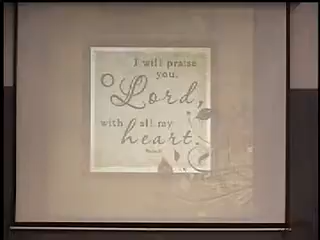 I will praise
you,
O Lord,
with all my
heart.